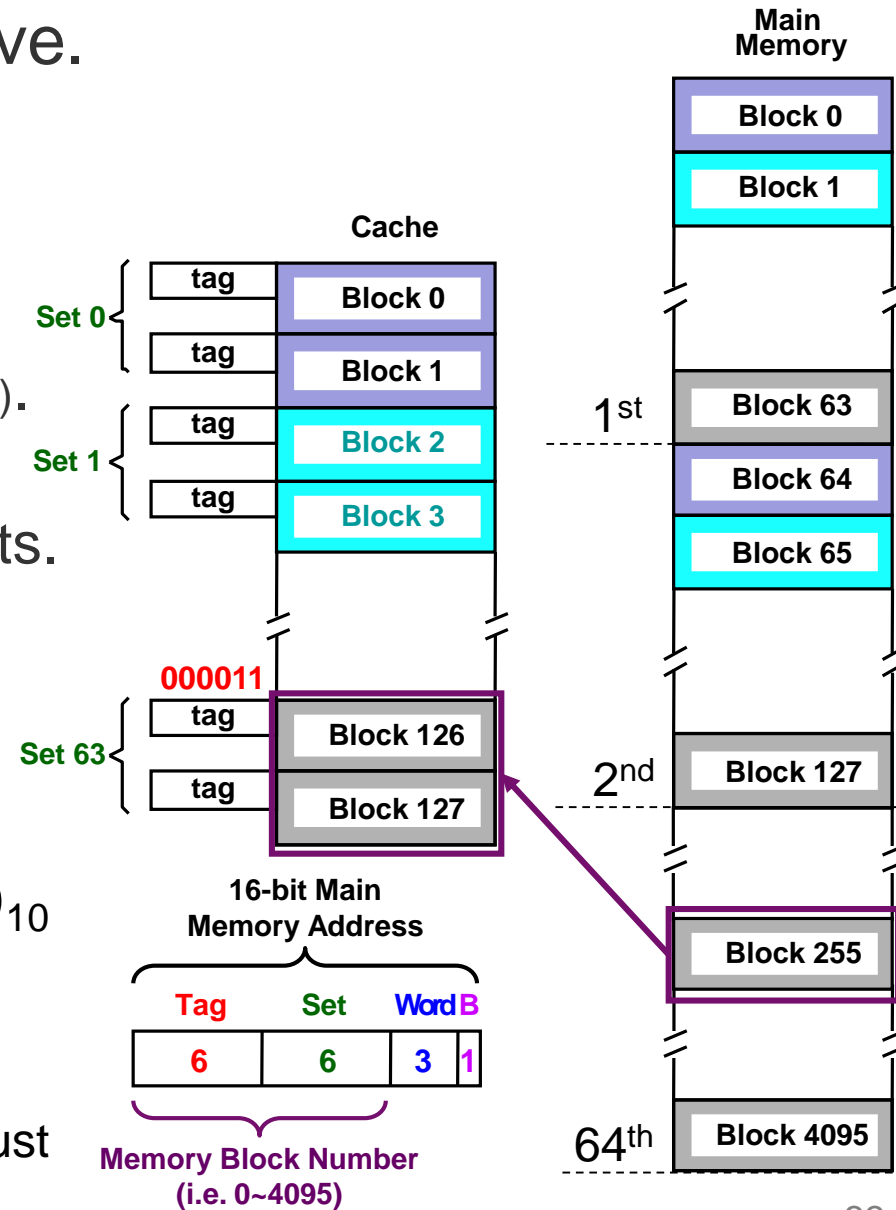 ve.
).
ts.
)10
ust
Cache
tag
Block 0
Set 0
tag
Block 1
tag
Block 2
Set 1
tag
Block 3
000011
tag
Block 126
Set 63
tag
Block 127
16-bit Main
Memory Address
Tag Set Word B
6 6 3 1
Memory Block Number
(i.e. 0~4095)
Main
Memory
Block 0
Block 1
1st
Block 63
Block 64
Block 65
2nd
Block 127
Block 255
64th
Block 4095